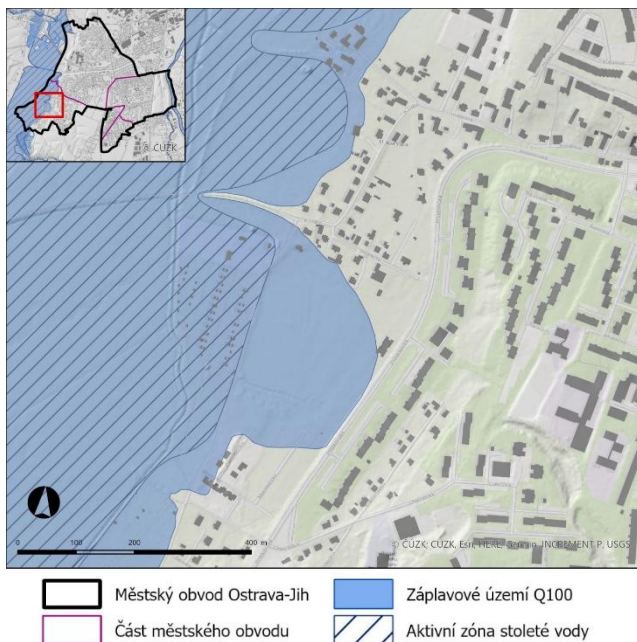 © ČÚZK
0 100 200 400 m
© ČÚZK; ČÚZK, Esri, HERE, Garmin, INCREMENT P, USGS
Městský obvod Ostrava-Jih
Záplavové území Q100
Část městského obvodu
Aktivní zóna stoleté vody